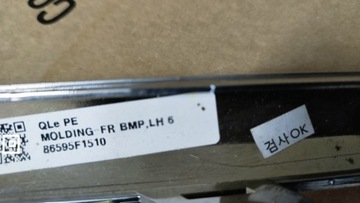 QLe PE
MOLDING-FR BMP,LH 6
86595F1510
검사OK